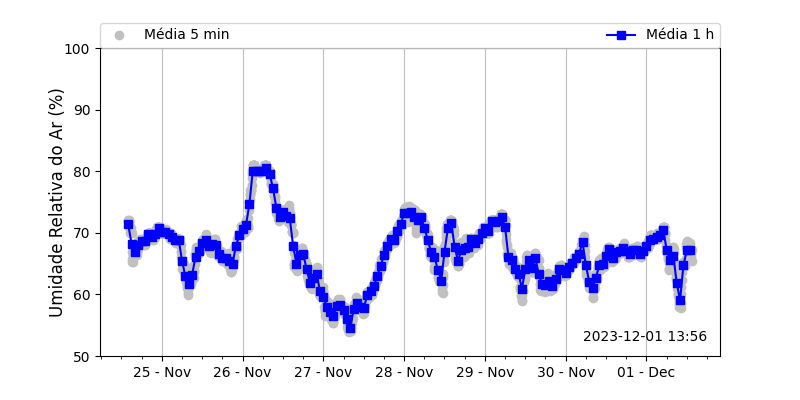 Média 5 min
Média 1 h
Umidade Relativa do Ar (%)
100
90
80
70
60
50
2023-12-01 13:56
25 - Nov
26 - Nov
27 - Nov
28 - Nov
29 - Nov
30 - Nov
01 - Dec